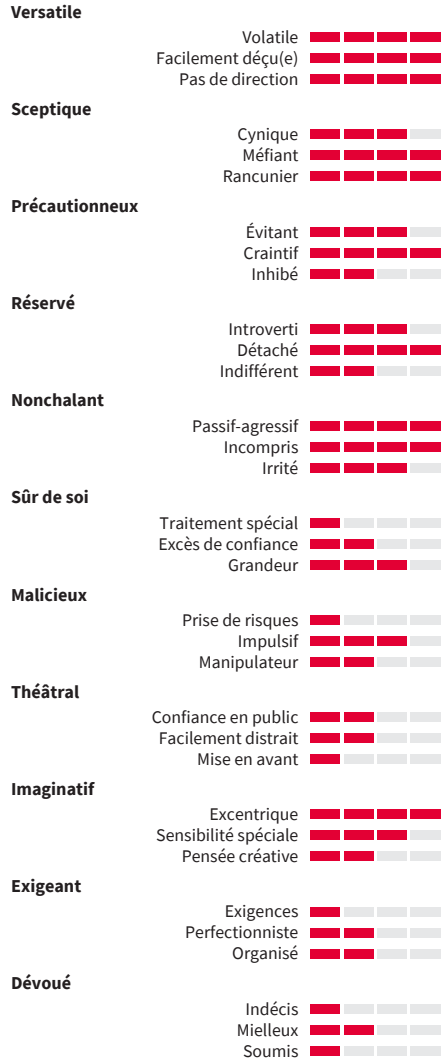 Versatile
Volatile
Facilement déçu(e)
Pas de direction
Sceptique
Cynique
Méfiant
Rancunier
Précautionneux
Évitant
Craintif
Inhibé
Réservé
Introverti
Détaché
Indifférent
Nonchalant
Passif-agressif
Incompris
Irrité
Sûr de soi
Traitement spécial
Excès de confiance
Grandeur
Malicieux
Prise de risques
Impulsif
Manipulateur
Théâtral
Confiance en public
Facilement distrait
Mise en avant
Imaginatif
Excentrique
Sensibilité spéciale
Pensée créative
Exigeant
Exigences
Perfectionniste
Organisé
Dévoué
Indécis
Mielleux
Soumis